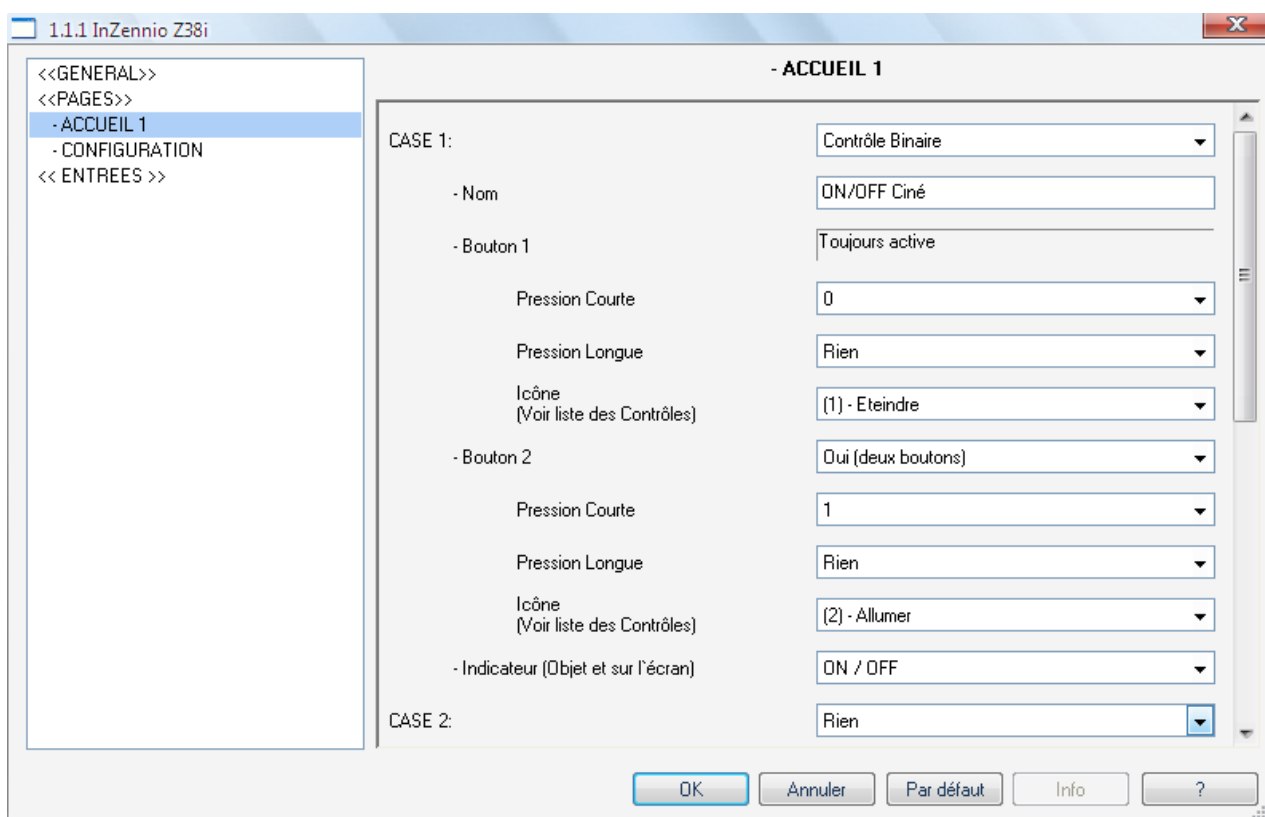 1.1.1 InZennio Z38i
<<GENERAL>>
<<PAGES>>
- ACCUEIL 1
- CONFIGURATION
<< ENTREES >>
- ACCUEIL 1
CASE 1: Contrôle Binaire
- Nom ON/OFF Ciné
- Bouton 1 Toujours active
Pression Courte 0
Pression Longue Rien
Icône
(Voir liste des Contrôles) (1) - Eteindre
- Bouton 2 Oui (deux boutons)
Pression Courte 1
Pression Longue Rien
Icône
(Voir liste des Contrôles) (2) - Allumer
- Indicateur (Objet et sur l`écran) ON / OFF
CASE 2: Rien
OK Annuler Par défaut Info ?